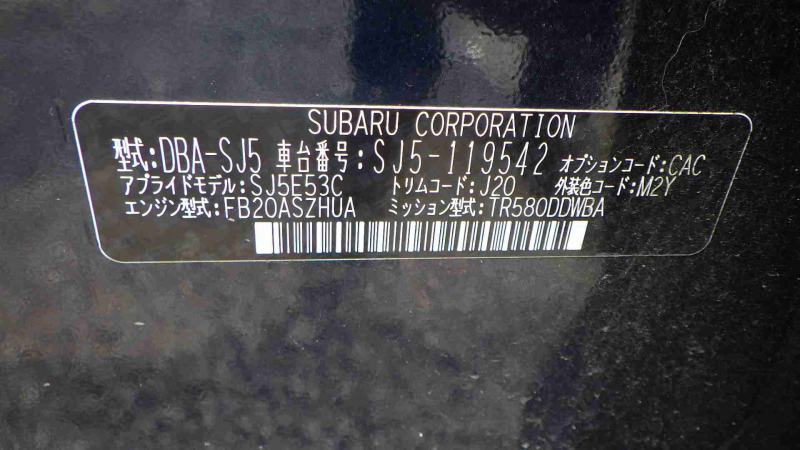 SUBARU CORPORATION
型式:DBA-SJ5 車台番号:SJ5-119542 オプションコード:CAC
アプライドモデル:SJ5E53C トリムコード:J20 外装色コード:M2Y
エンジン型式:FB20ASZHUA ミッション型式:TR580DDWBA